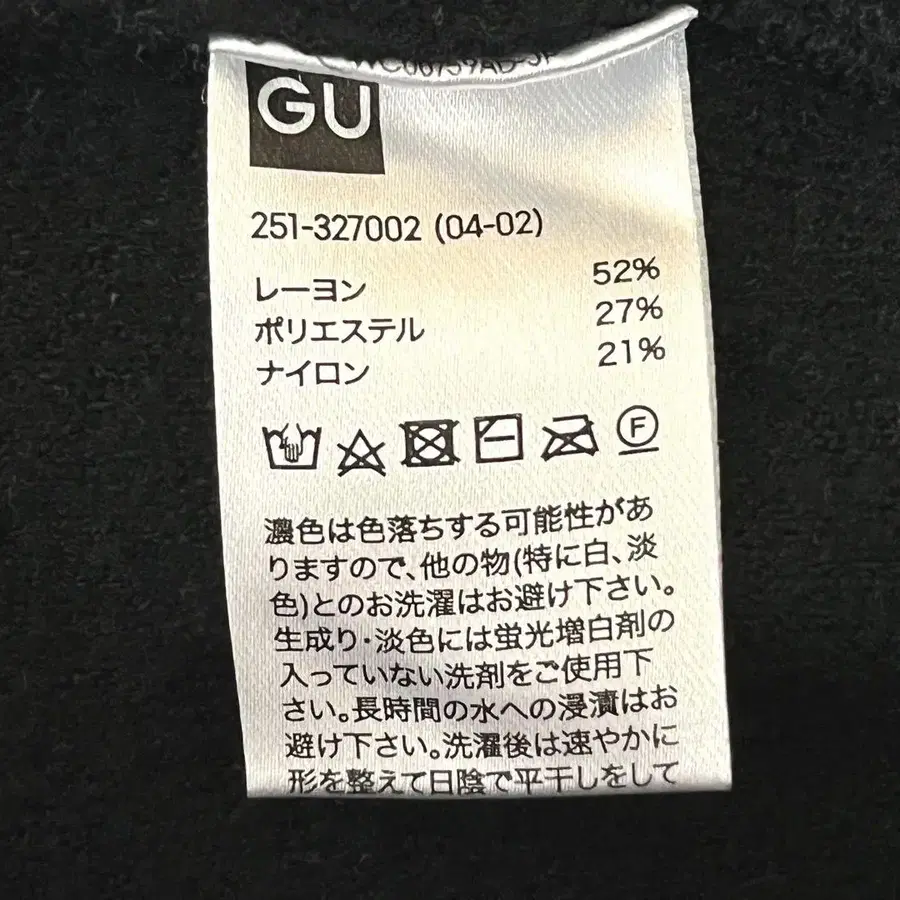 GU
251-327002 (04-02)
レーヨン 52%
ポリエステル 27%
ナイロン 21%
F
濃色は色落ちする可能性があ
りますので、他の物(特に白、淡
色)とのお洗濯はお避け下さい。
生成り・淡色には蛍光増白剤の
入っていない洗剤をご使用下
さい。長時間の水への浸漬はお
避け下さい。洗濯後は速やかに
形を整えて日陰で平干しをして